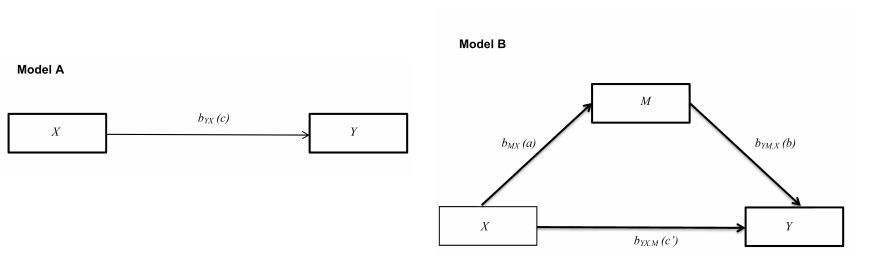 Model A
X
b_YX (c)
Y
Model B
M
b_MX (a)
b_YM.X (b)
X
b_YX.M (c')
Y